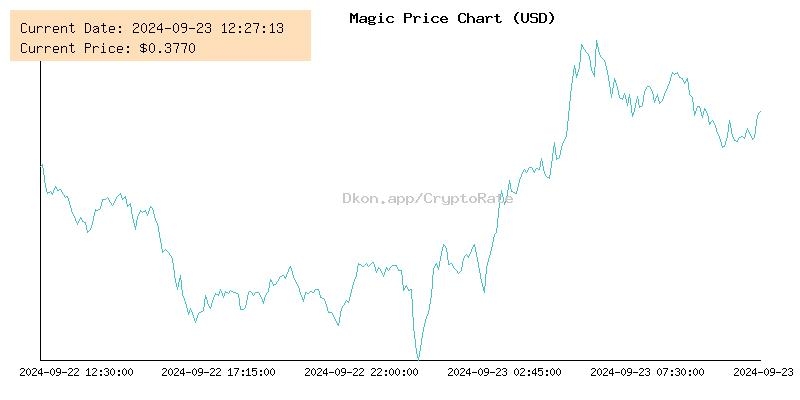 Magic Price Chart (USD)
Current Date: 2024-09-23 12:27:13
Current Price: $0.3770
Dkon.app/CryptoRate
2024-09-22 12:30:00 2024-09-22 17:15:00 2024-09-22 22:00:00 2024-09-23 02:45:00 2024-09-23 07:30:00 2024-09-23